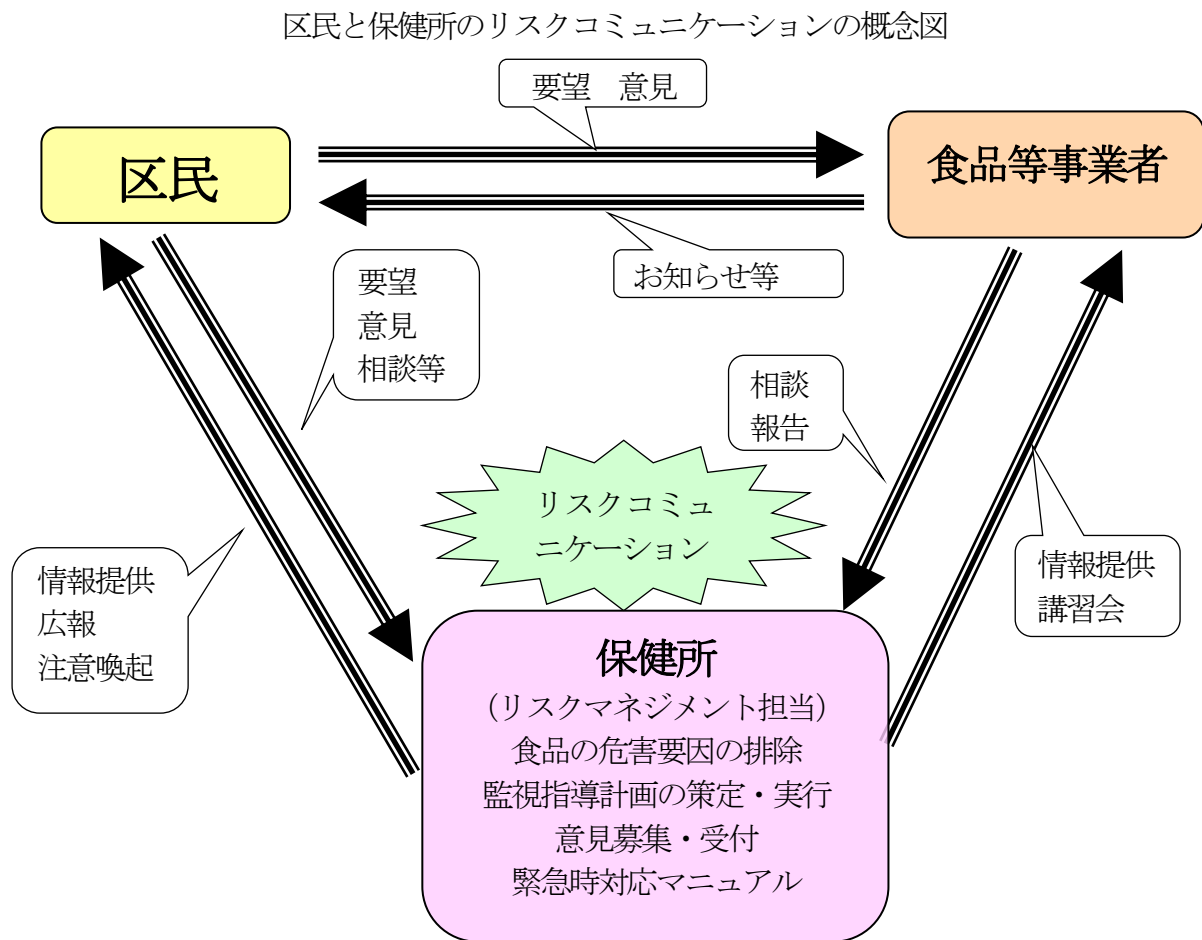 区民と保健所のリスクコミュニケーションの概念図
要望　意見
区民
食品等事業者
お知らせ等
要望
意見
相談等
相談
報告
リスクコミュ
ニケーション
情報提供
広報
注意喚起
情報提供
講習会
保健所
（リスクマネジメント担当）
食品の危害要因の排除
監視指導計画の策定・実行
意見募集・受付
緊急時対応マニュアル